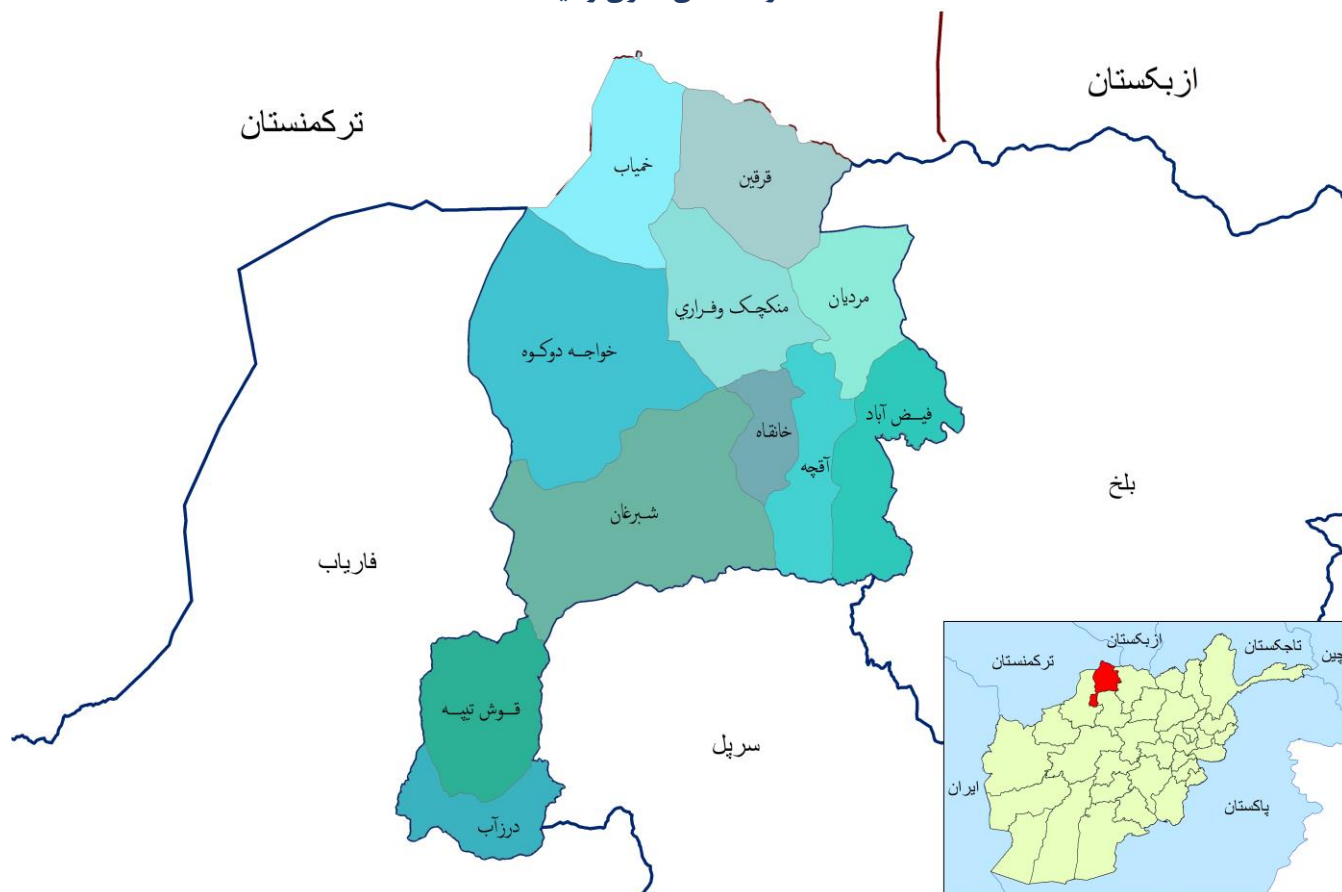 ازبکستان
ترکمنستان
خمیاب
قرقین
مردیان
منکچک وفراري
خواجه دوکوه
فیض آباد
خانقاه
آقچه
بلخ
شبرغان
فاریاب
قوش تیپه
سرپل
درزآب
ازبکستان
تاجکستان
ترکمنستان
چین
ایران
پاکستان